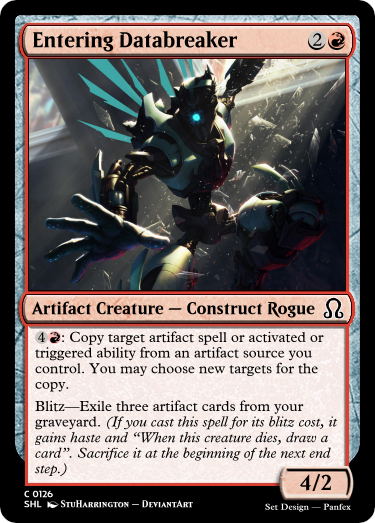 Entering Databreaker 2
Artifact Creature — Construct Rogue
4: Copy target artifact spell or activated or
triggered ability from an artifact source you
control. You may choose new targets for the
copy.
Blitz—Exile three artifact cards from your
graveyard. (If you cast this spell for its blitz cost, it
gains haste and “When this creature dies, draw a
card”. Sacrifice it at the beginning of the next end
step.)
4/2
C 0126
SHL StuHarrington — DeviantArt
Set Design — Panfex